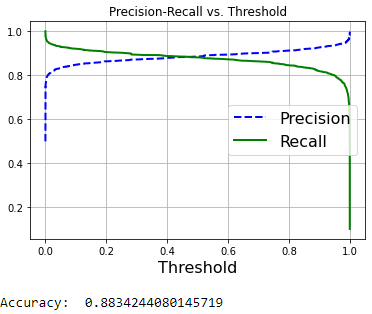 Precision-Recall vs. Threshold
1.0
0.8
0.6
0.4
0.2
Precision
Recall
0.0 0.2 0.4 0.6 0.8 1.0
Threshold
Accuracy: 0.8834244080145719